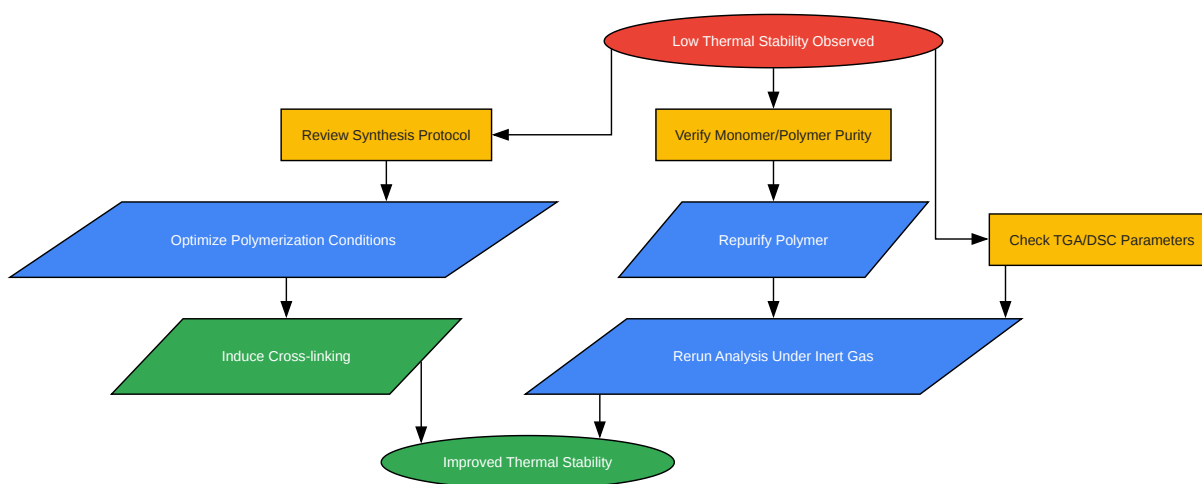 Low Thermal Stability Observed
Review Synthesis Protocol
Verify Monomer/Polymer Purity
Optimize Polymerization Conditions
Repurify Polymer
Check TGA/DSC Parameters
Induce Cross-linking
Rerun Analysis Under Inert Gas
Improved Thermal Stability